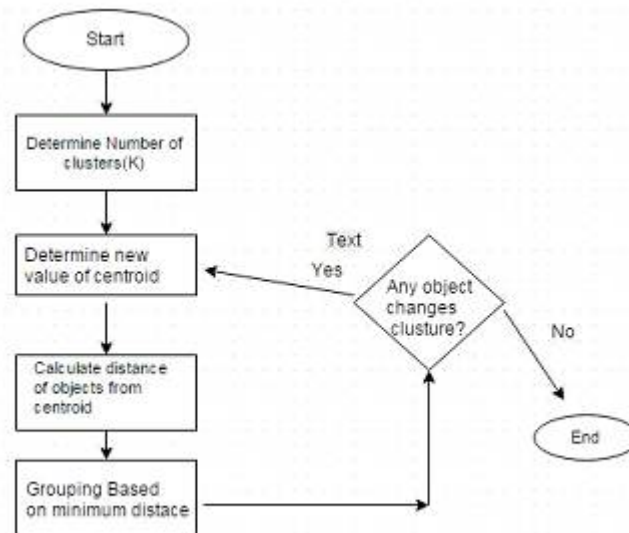 Start
Determine Number of
clusters(K)
Determine new
value of centroid
Calculate distance
of objects from
centroid
Grouping Based
on minimum distace
Text
Yes
Any object
changes
clusture?
No
End